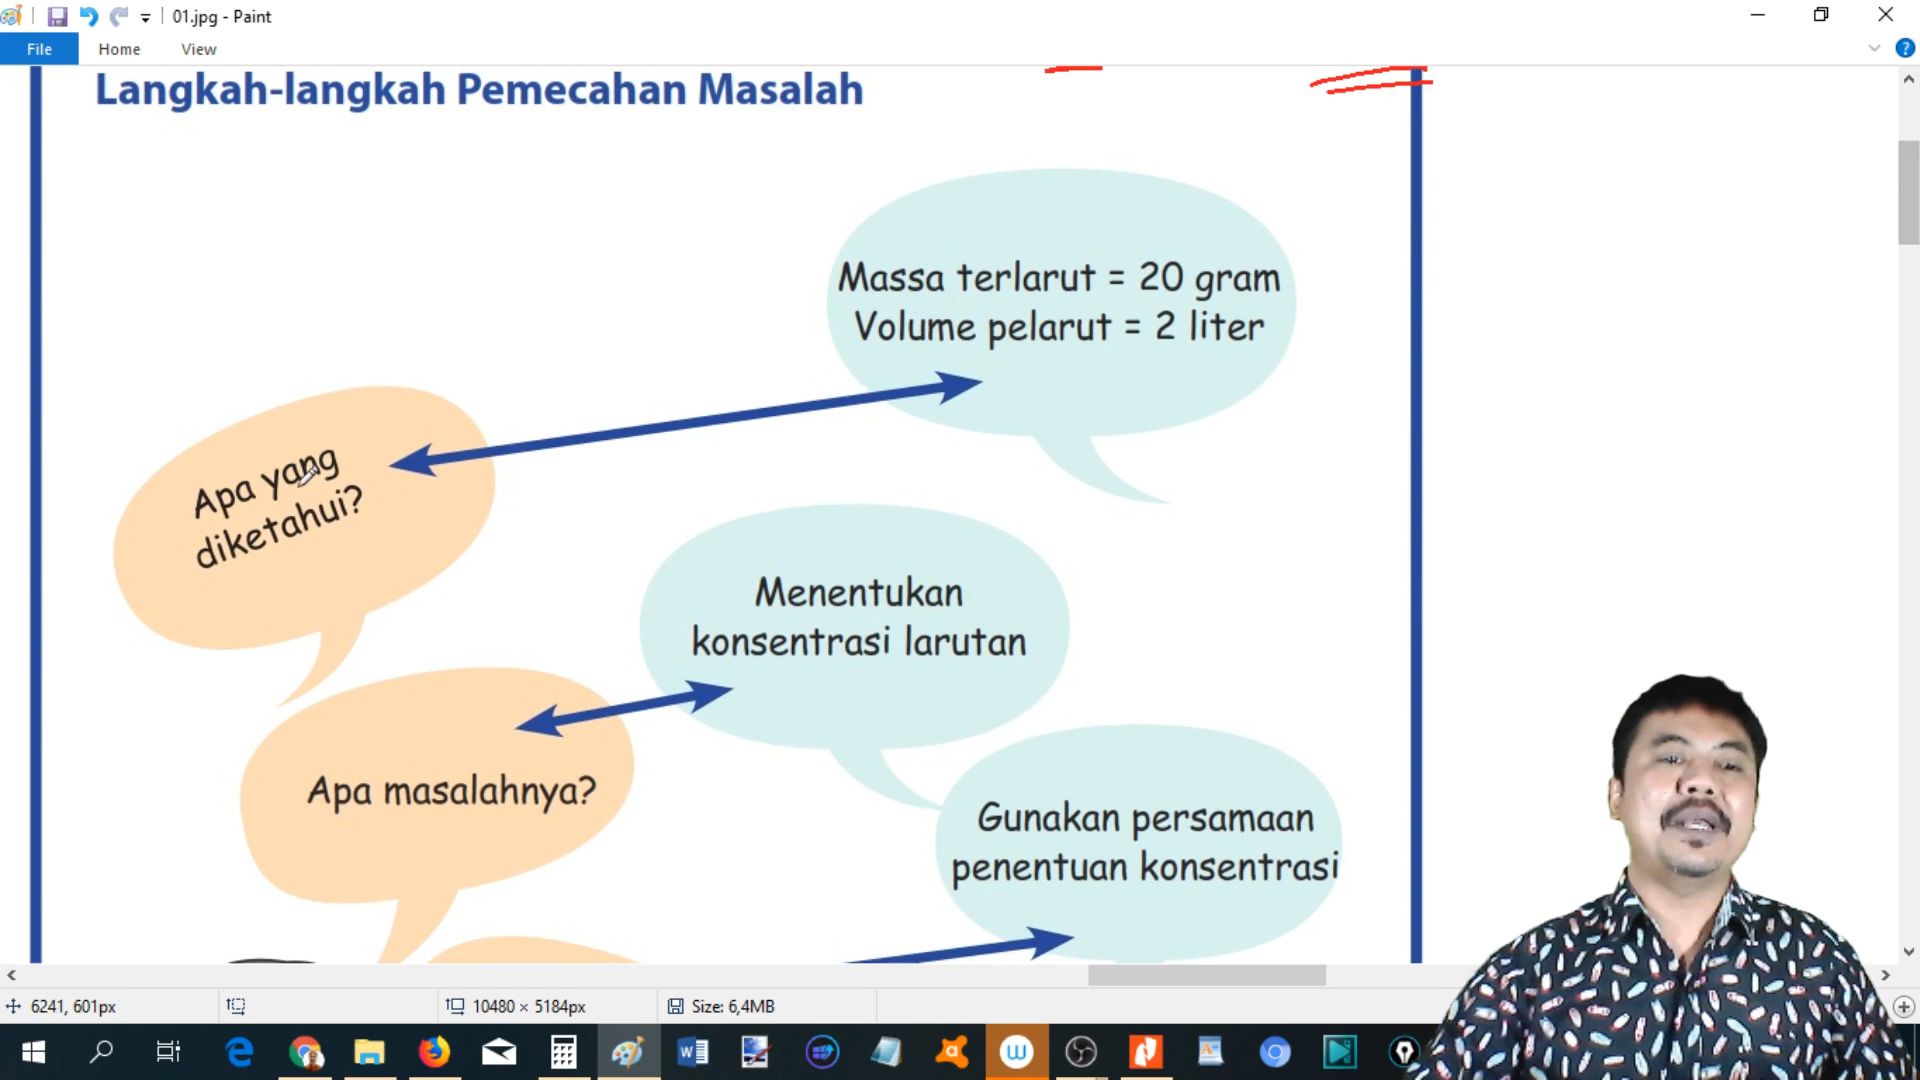 01.jpg - Paint
File Home View
Langkah-langkah Pemecahan Masalah
Massa terlarut = 20 gram
Volume pelarut = 2 liter
Apa yang
diketahui?
Menentukan
konsentrasi larutan
Apa masalahnya?
Gunakan persamaan
penentuan konsentrasi
6241, 601px
10480 × 5184px
Size: 6,4MB